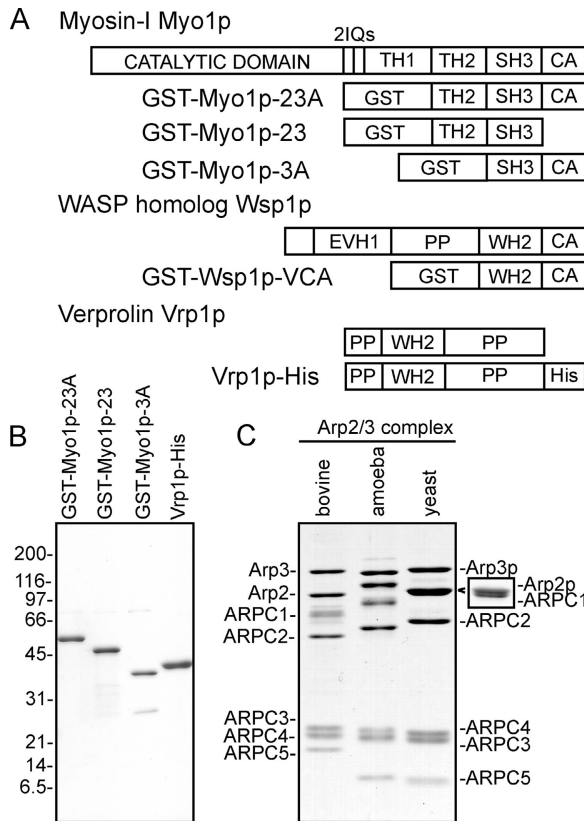 A Myosin-I Myo1p
2IQs
CATALYTIC DOMAIN TH1 TH2 SH3 CA
GST-Myo1p-23A GST TH2 SH3 CA
GST-Myo1p-23 GST TH2 SH3
GST-Myo1p-3A GST SH3 CA
WASP homolog Wsp1p
EVH1 PP WH2 CA
GST-Wsp1p-VCA GST WH2 CA
Verprolin Vrp1p
PP WH2 PP
Vrp1p-His PP WH2 PP His
B
GST-Myo1p-23A
GST-Myo1p-23
GST-Myo1p-3A
Vrp1p-His
200-
116-
97-
66-
45-
31-
21-
14-
6.5-
C
Arp2/3 complex
bovine
amoeba
yeast
Arp3-
Arp2-
ARPC1-
ARPC2-
ARPC3-
ARPC4-
ARPC5-
-Arp3p
-Arp2p
-ARPC1
-ARPC2
-ARPC4
-ARPC3
-ARPC5